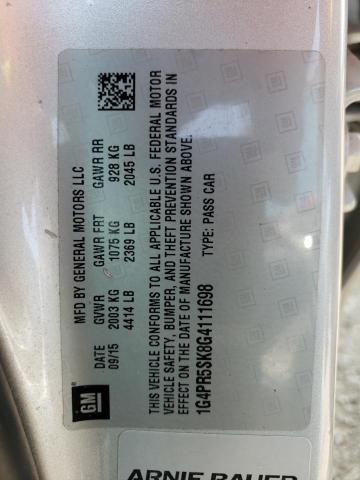 GM
MFD BY GENERAL MOTORS LLC
DATE GVWR GAWR FRT GAWR RR
09/15 2003 KG 1075 KG 928 KG
4414 LB 2369 LB 2045 LB
THIS VEHICLE CONFORMS TO ALL APPLICABLE U.S. FEDERAL MOTOR
VEHICLE SAFETY, BUMPER, AND THEFT PREVENTION STANDARDS IN
EFFECT ON THE DATE OF MANUFACTURE SHOWN ABOVE.
1G4PR5SK8G4111698 TYPE: PASS CAR
ARNIE BAUER